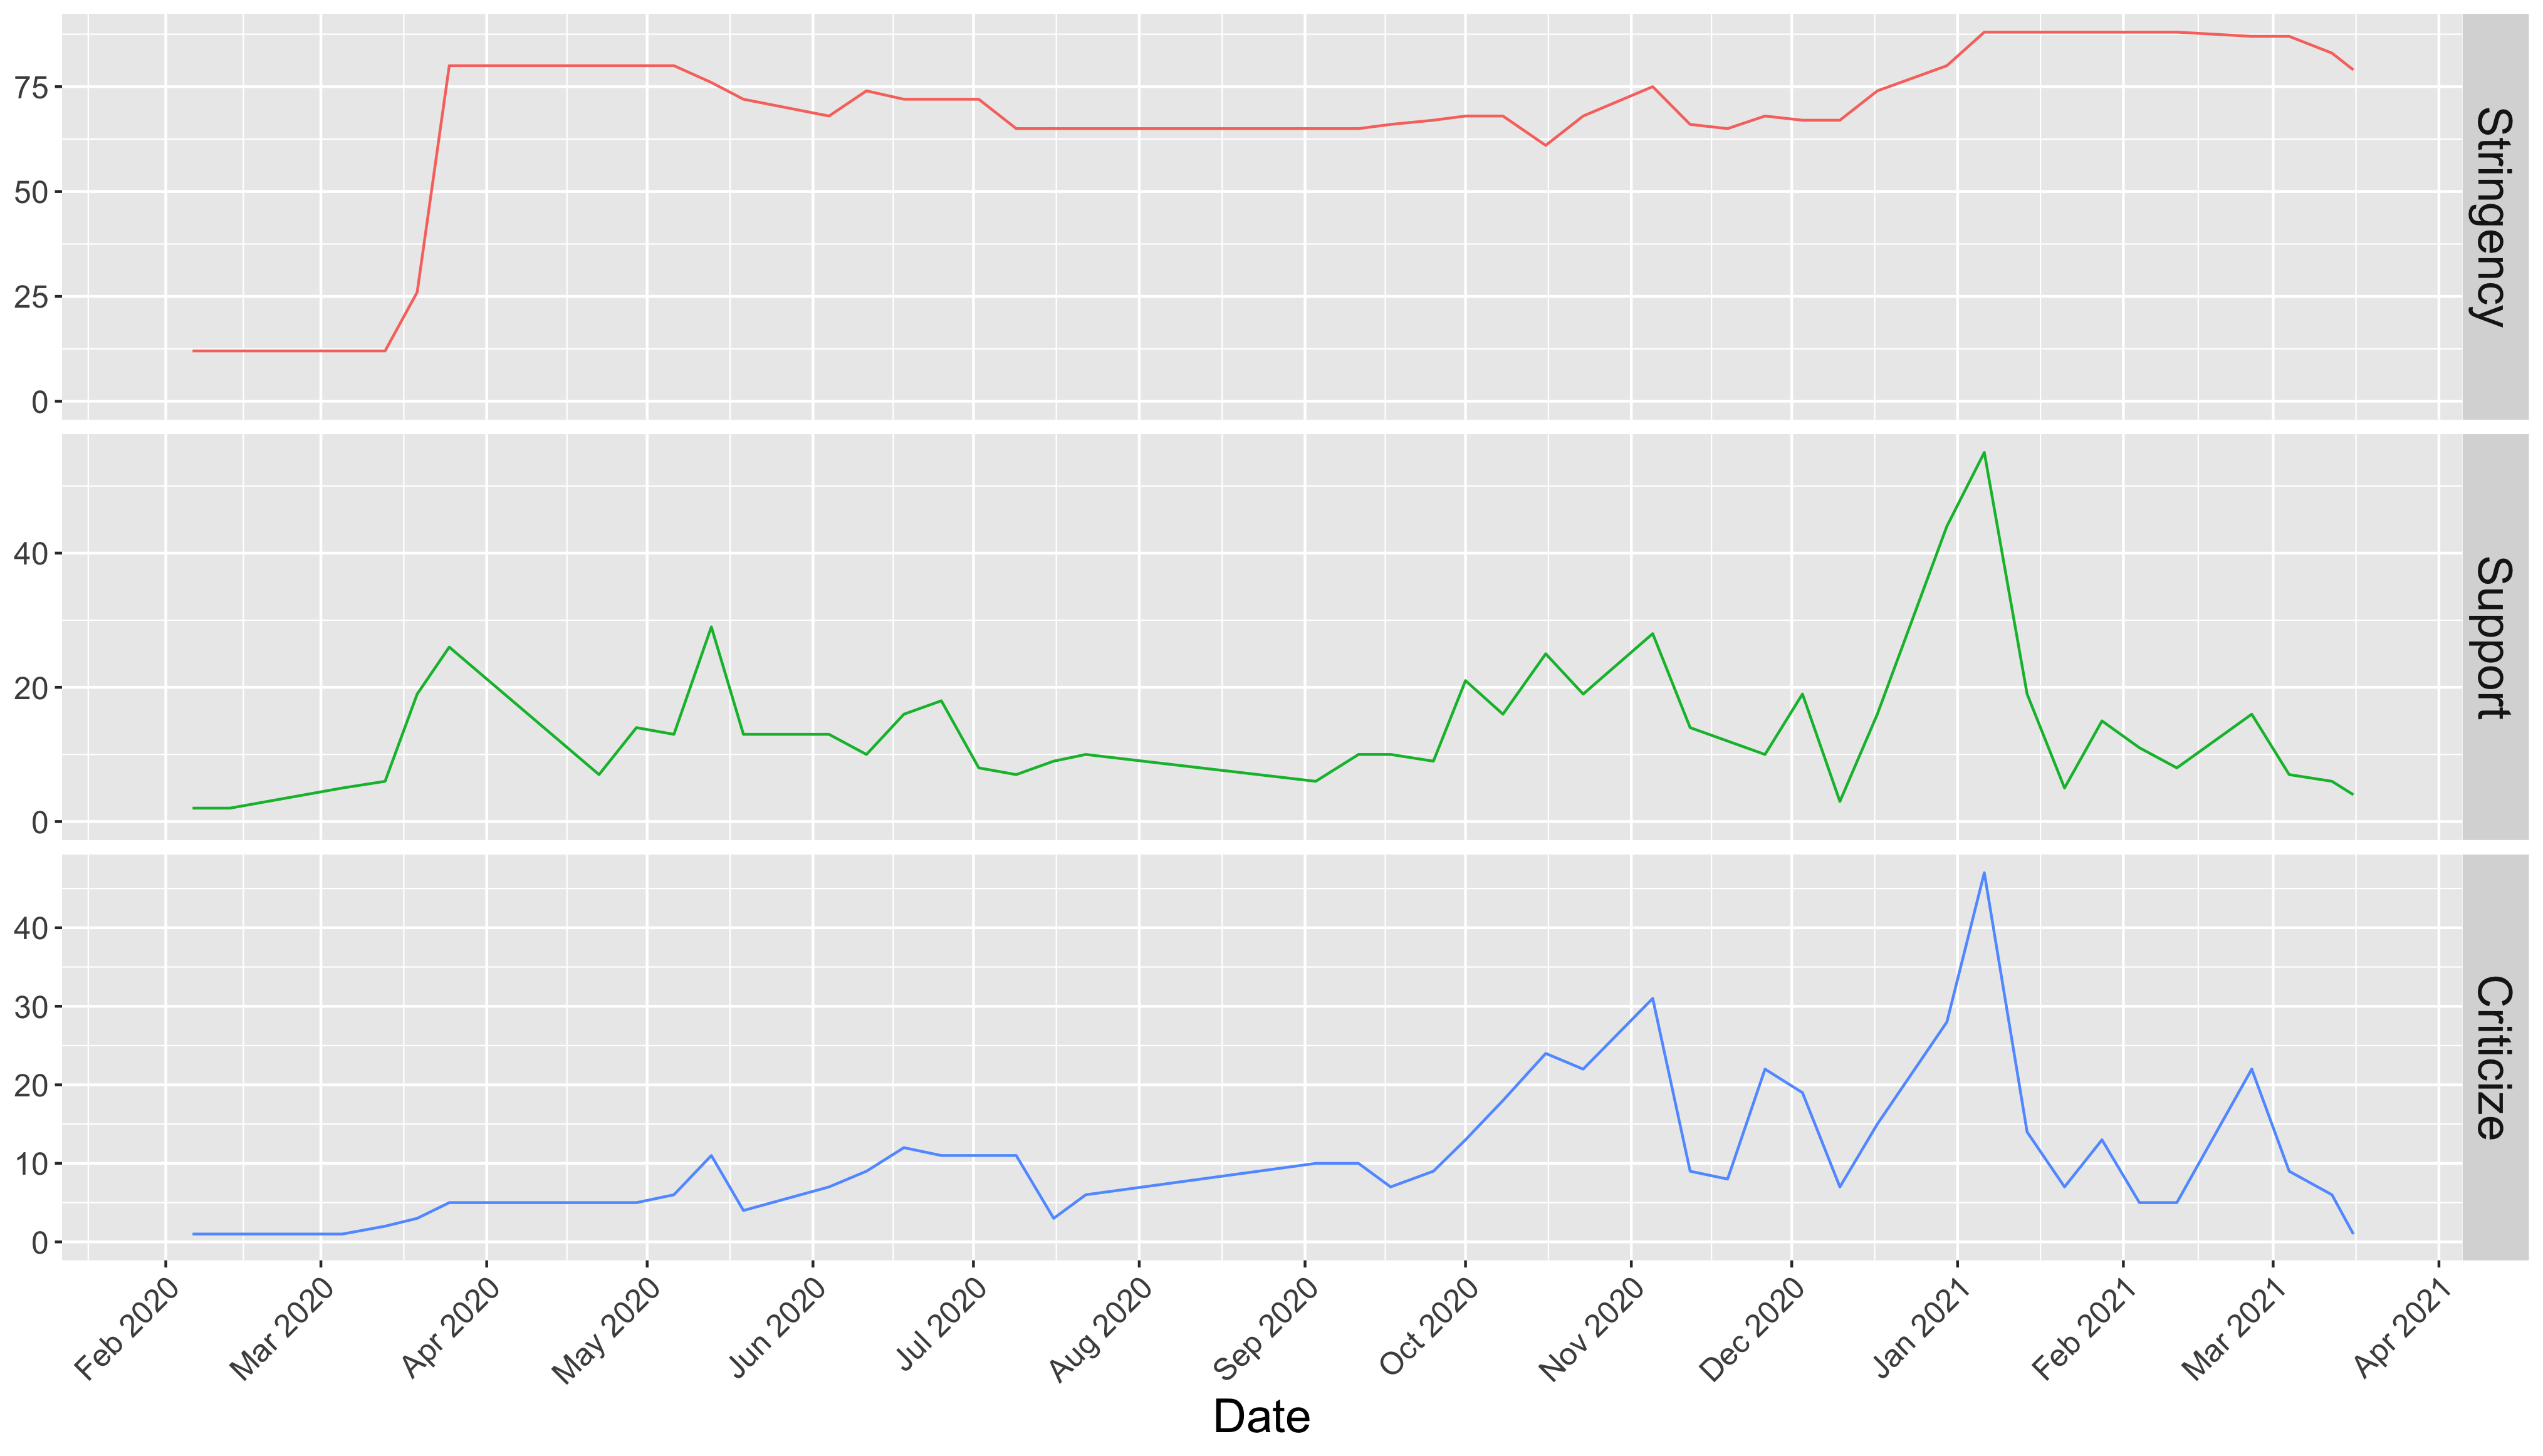 75
50
25
0
Stringency
40
20
0
Support
40
30
20
10
0
Criticize
Feb 2020
Mar 2020
Apr 2020
May 2020
Jun 2020
Jul 2020
Aug 2020
Sep 2020
Oct 2020
Nov 2020
Dec 2020
Jan 2021
Feb 2021
Mar 2021
Apr 2021
Date